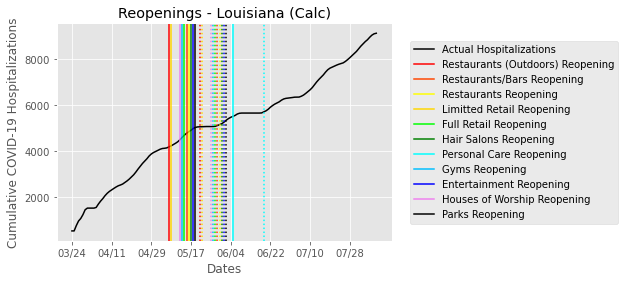 Reopenings - Louisiana (Calc)
Cumulative COVID-19 Hospitalizations
8000
6000
4000
2000
03/24 04/11 04/29 05/17 06/04 06/22 07/10 07/28
Dates
Actual Hospitalizations
Restaurants (Outdoors) Reopening
Restaurants/Bars Reopening
Restaurants Reopening
Limitted Retail Reopening
Full Retail Reopening
Hair Salons Reopening
Personal Care Reopening
Gyms Reopening
Entertainment Reopening
Houses of Worship Reopening
Parks Reopening